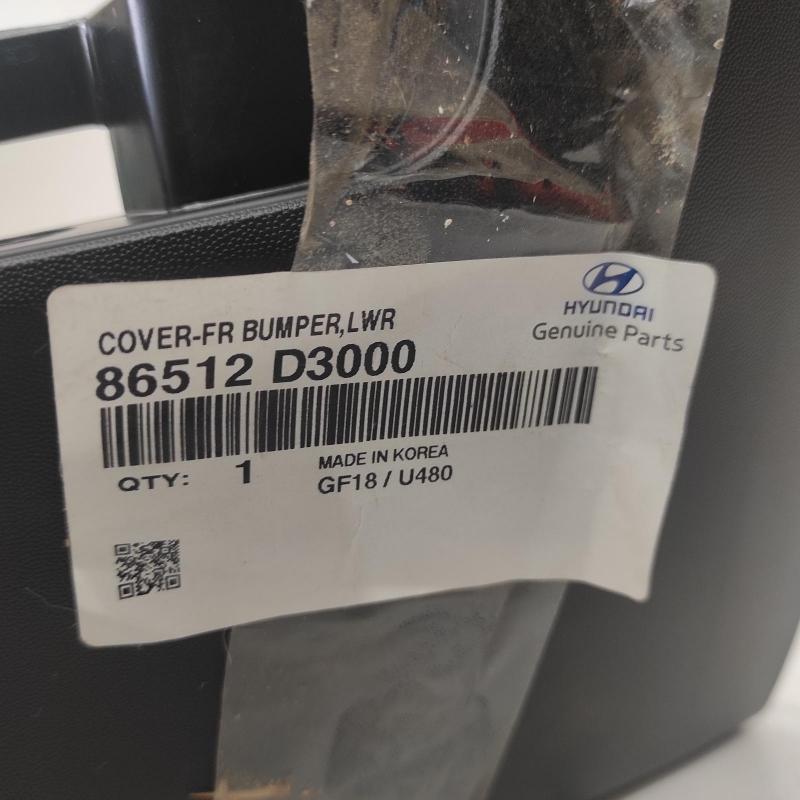 HYUNDAI
Genuine Parts
COVER-FR BUMPER,LWR
86512 D3000
QTY: 1
MADE IN KOREA
GF18 / U480